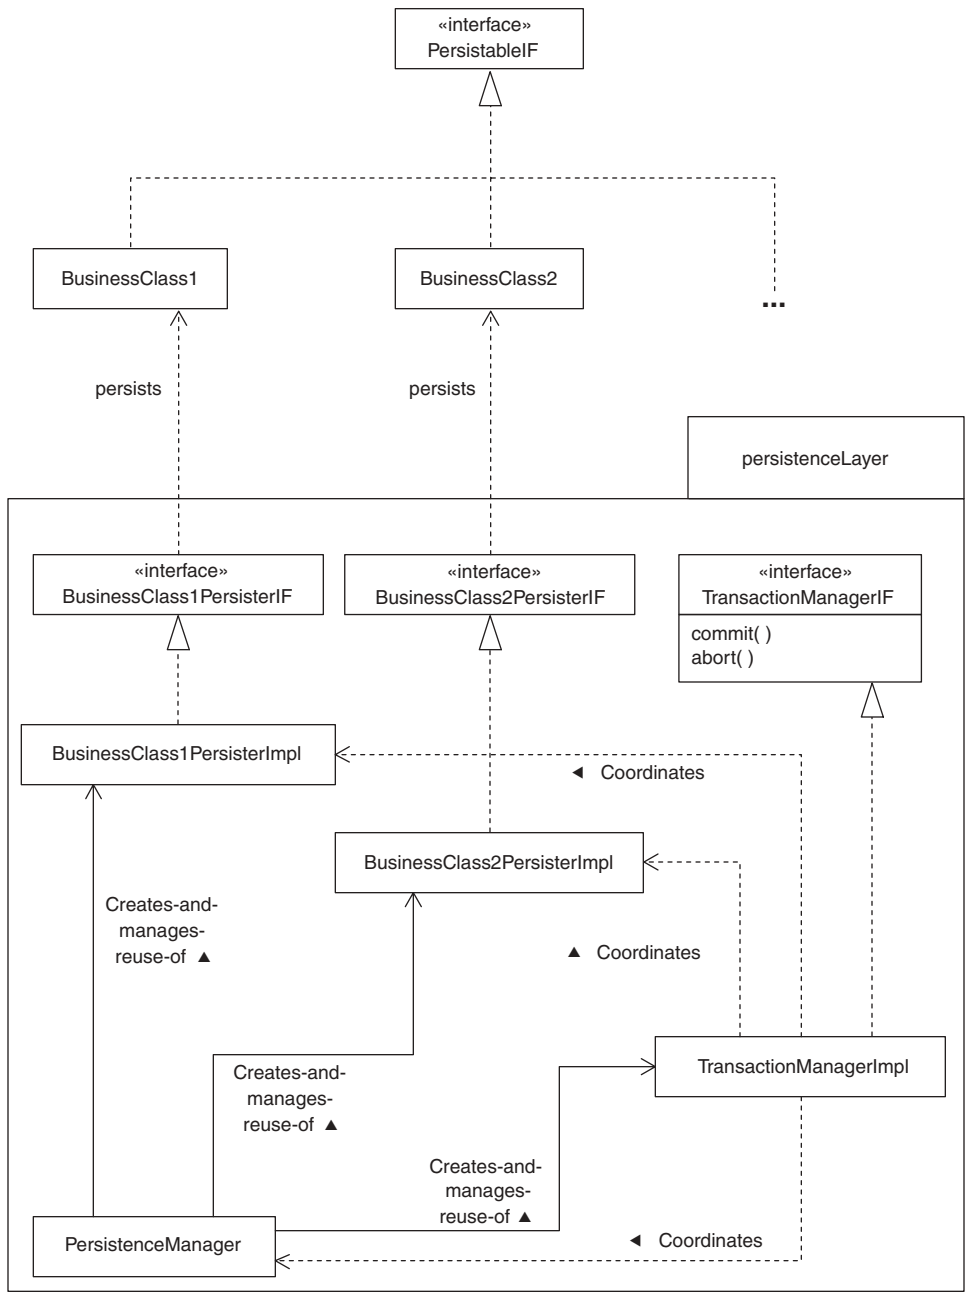 «interface»
PersistableIF
BusinessClass1
BusinessClass2
...
persists
persists
persistenceLayer
«interface»
BusinessClass1PersisterIF
«interface»
BusinessClass2PersisterIF
«interface»
TransactionManagerIF
commit( )
abort( )
BusinessClass1PersisterImpl
◄ Coordinates
BusinessClass2PersisterImpl
Creates-and-
manages-
reuse-of ▲
▲ Coordinates
TransactionManagerImpl
Creates-and-
manages-
reuse-of ▲
Creates-and-
manages-
reuse-of ▲
PersistenceManager
◄ Coordinates